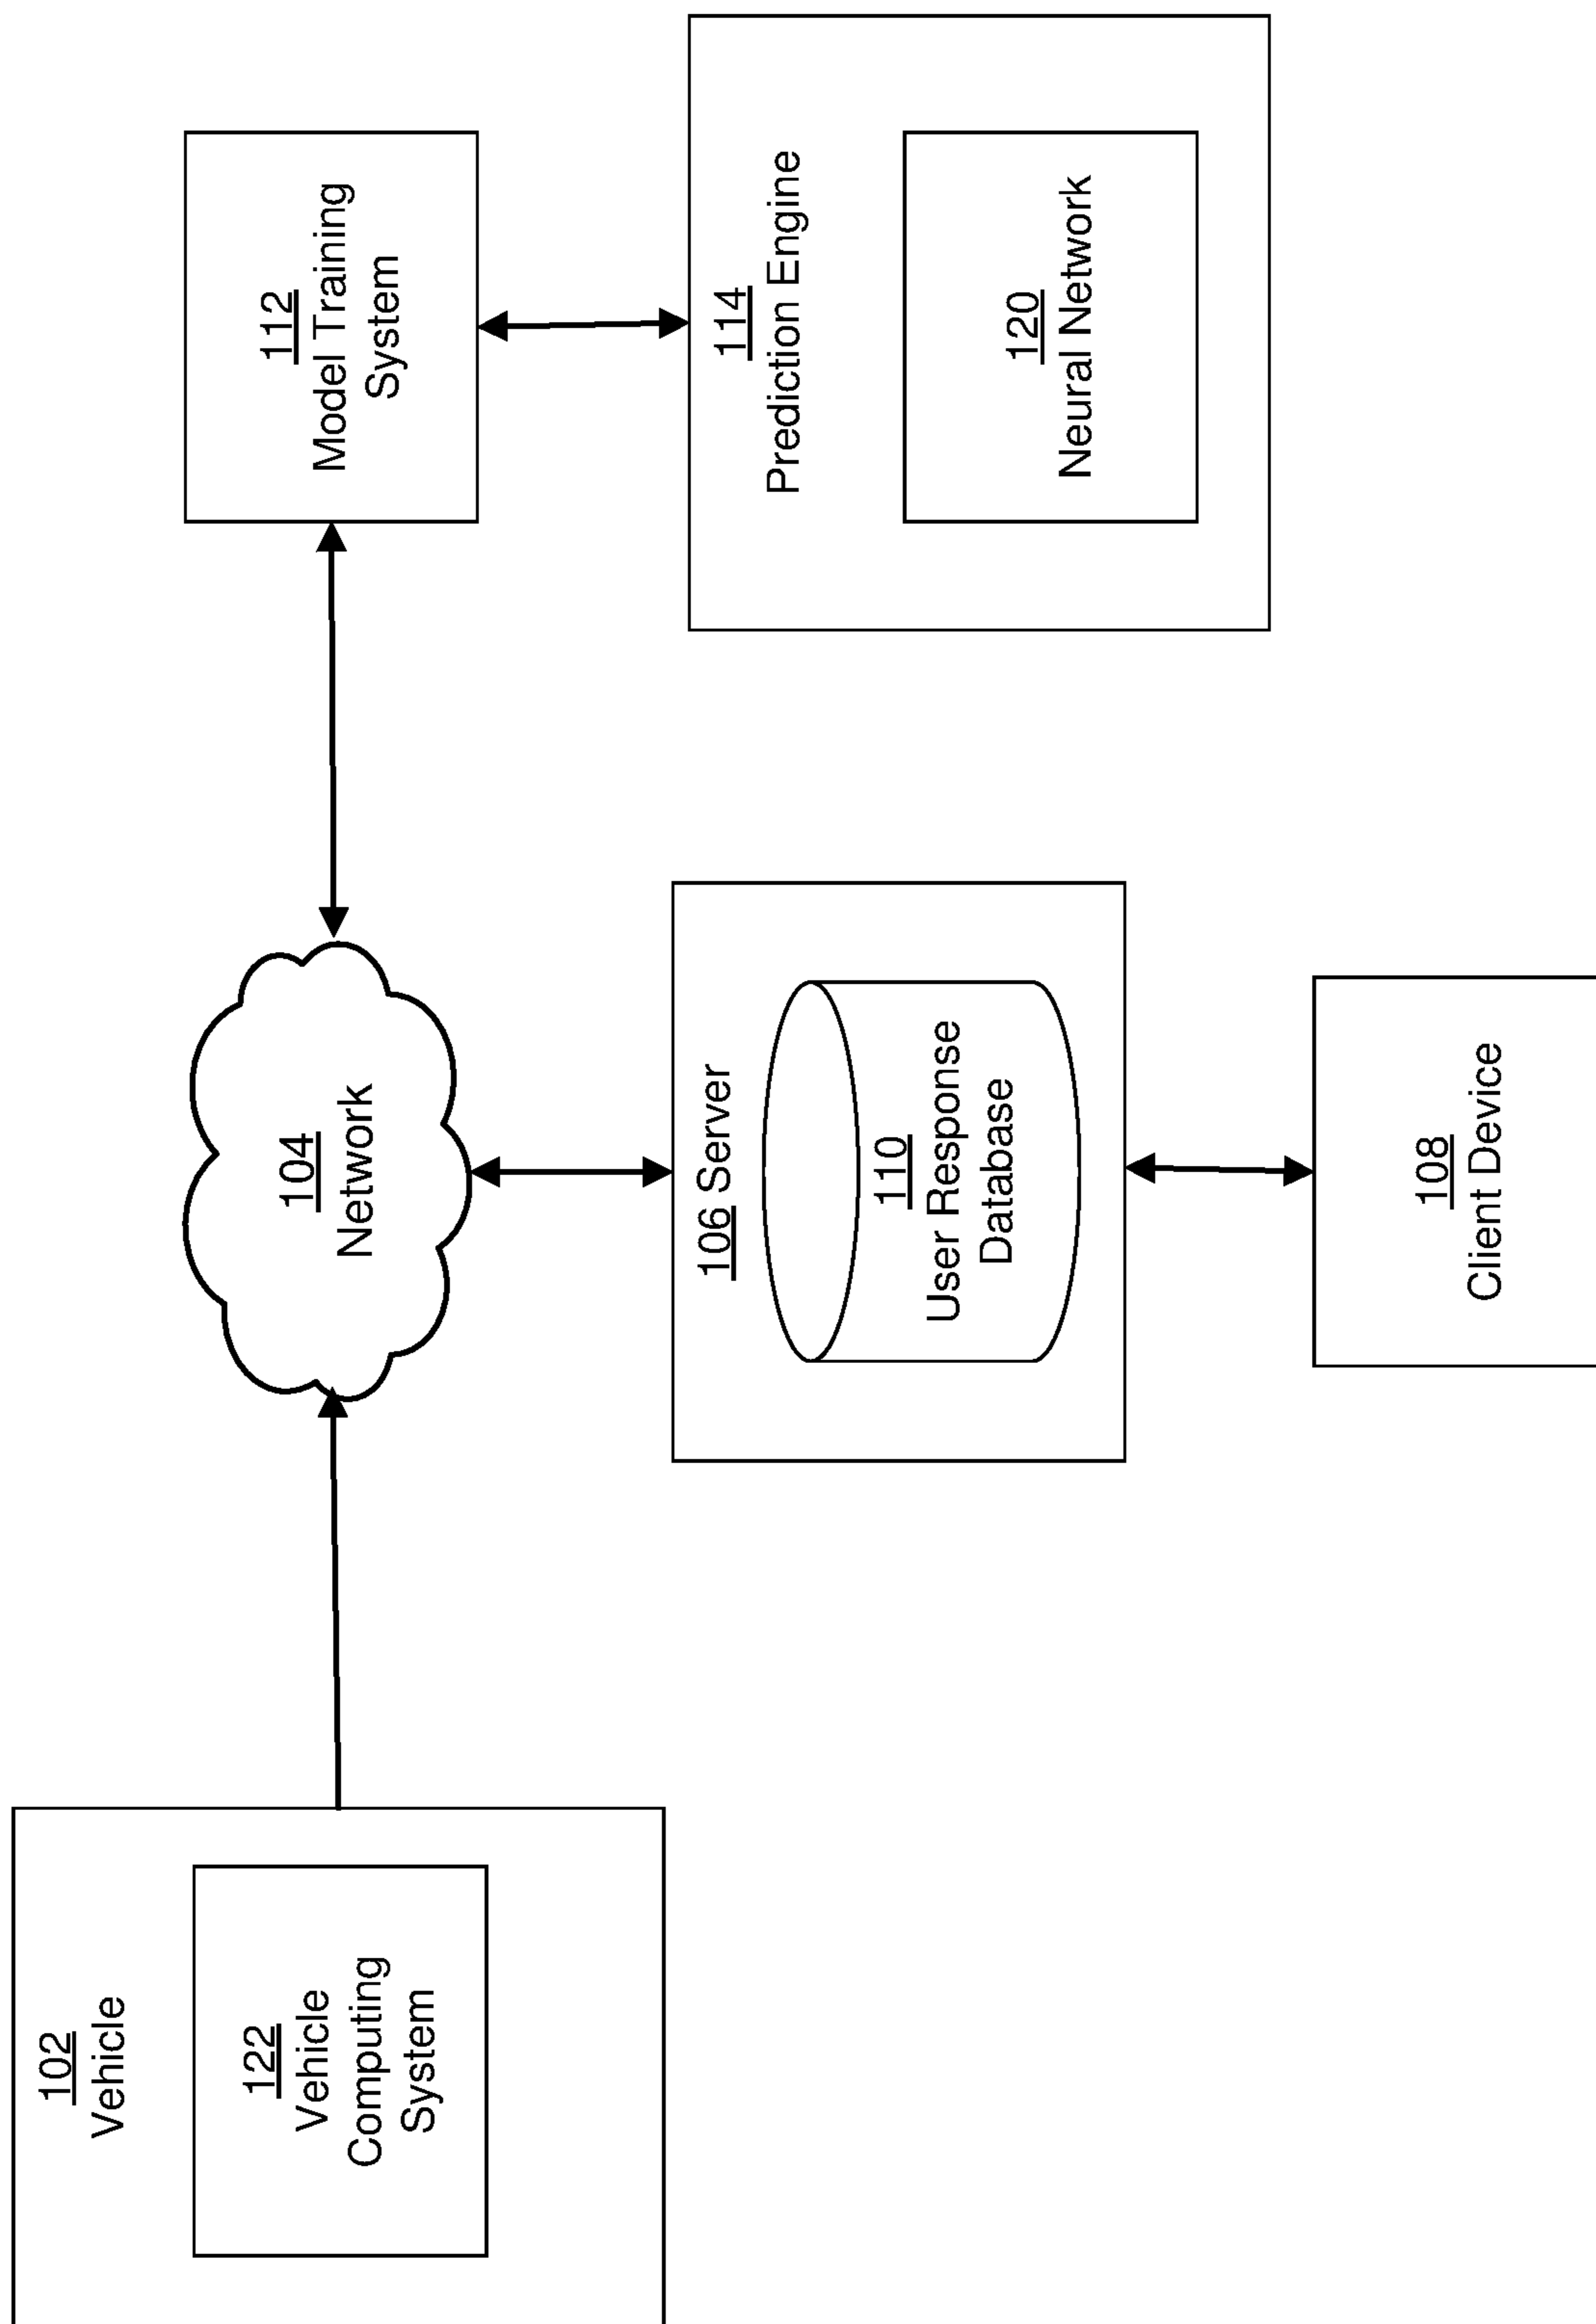 102
Vehicle
122
Vehicle
Computing
System
104
Network
106 Server
110
User Response
Database
108
Client Device
112
Model Training
System
114
Prediction Engine
120
Neural Network